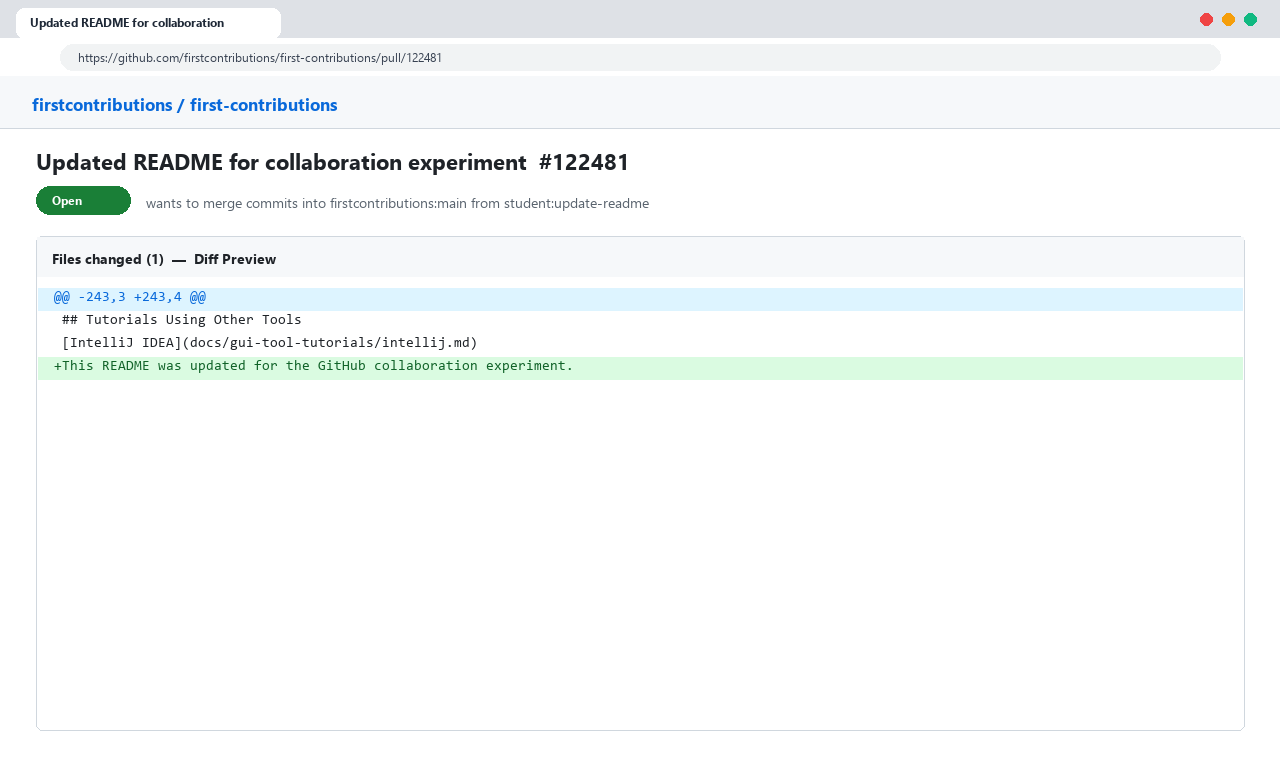 Updated README for collaboration
https://github.com/firstcontributions/first-contributions/pull/122481
firstcontributions / first-contributions
Updated README for collaboration experiment  #122481
Open
wants to merge commits into firstcontributions:main from student:update-readme
Files changed (1)  —  Diff Preview
@@ -243,3 +243,4 @@
 ## Tutorials Using Other Tools
 [IntelliJ IDEA](docs/gui-tool-tutorials/intellij.md)
+This README was updated for the GitHub collaboration experiment.